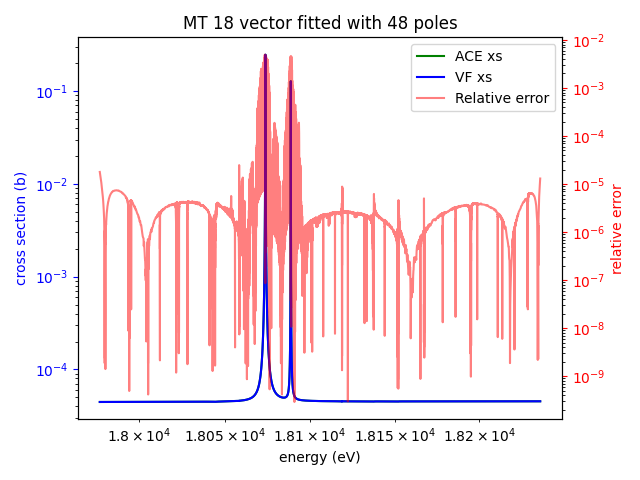 MT 18 vector fitted with 48 poles
ACE xs
VF xs
Relative error
10⁻¹
10⁻²
10⁻³
10⁻⁴
cross section (b)
10⁻²
10⁻³
10⁻⁴
10⁻⁵
10⁻⁶
10⁻⁷
10⁻⁸
10⁻⁹
relative error
1.8 × 10⁴ 1.805 × 10⁴ 1.81 × 10⁴ 1.815 × 10⁴ 1.82 × 10⁴
energy (eV)